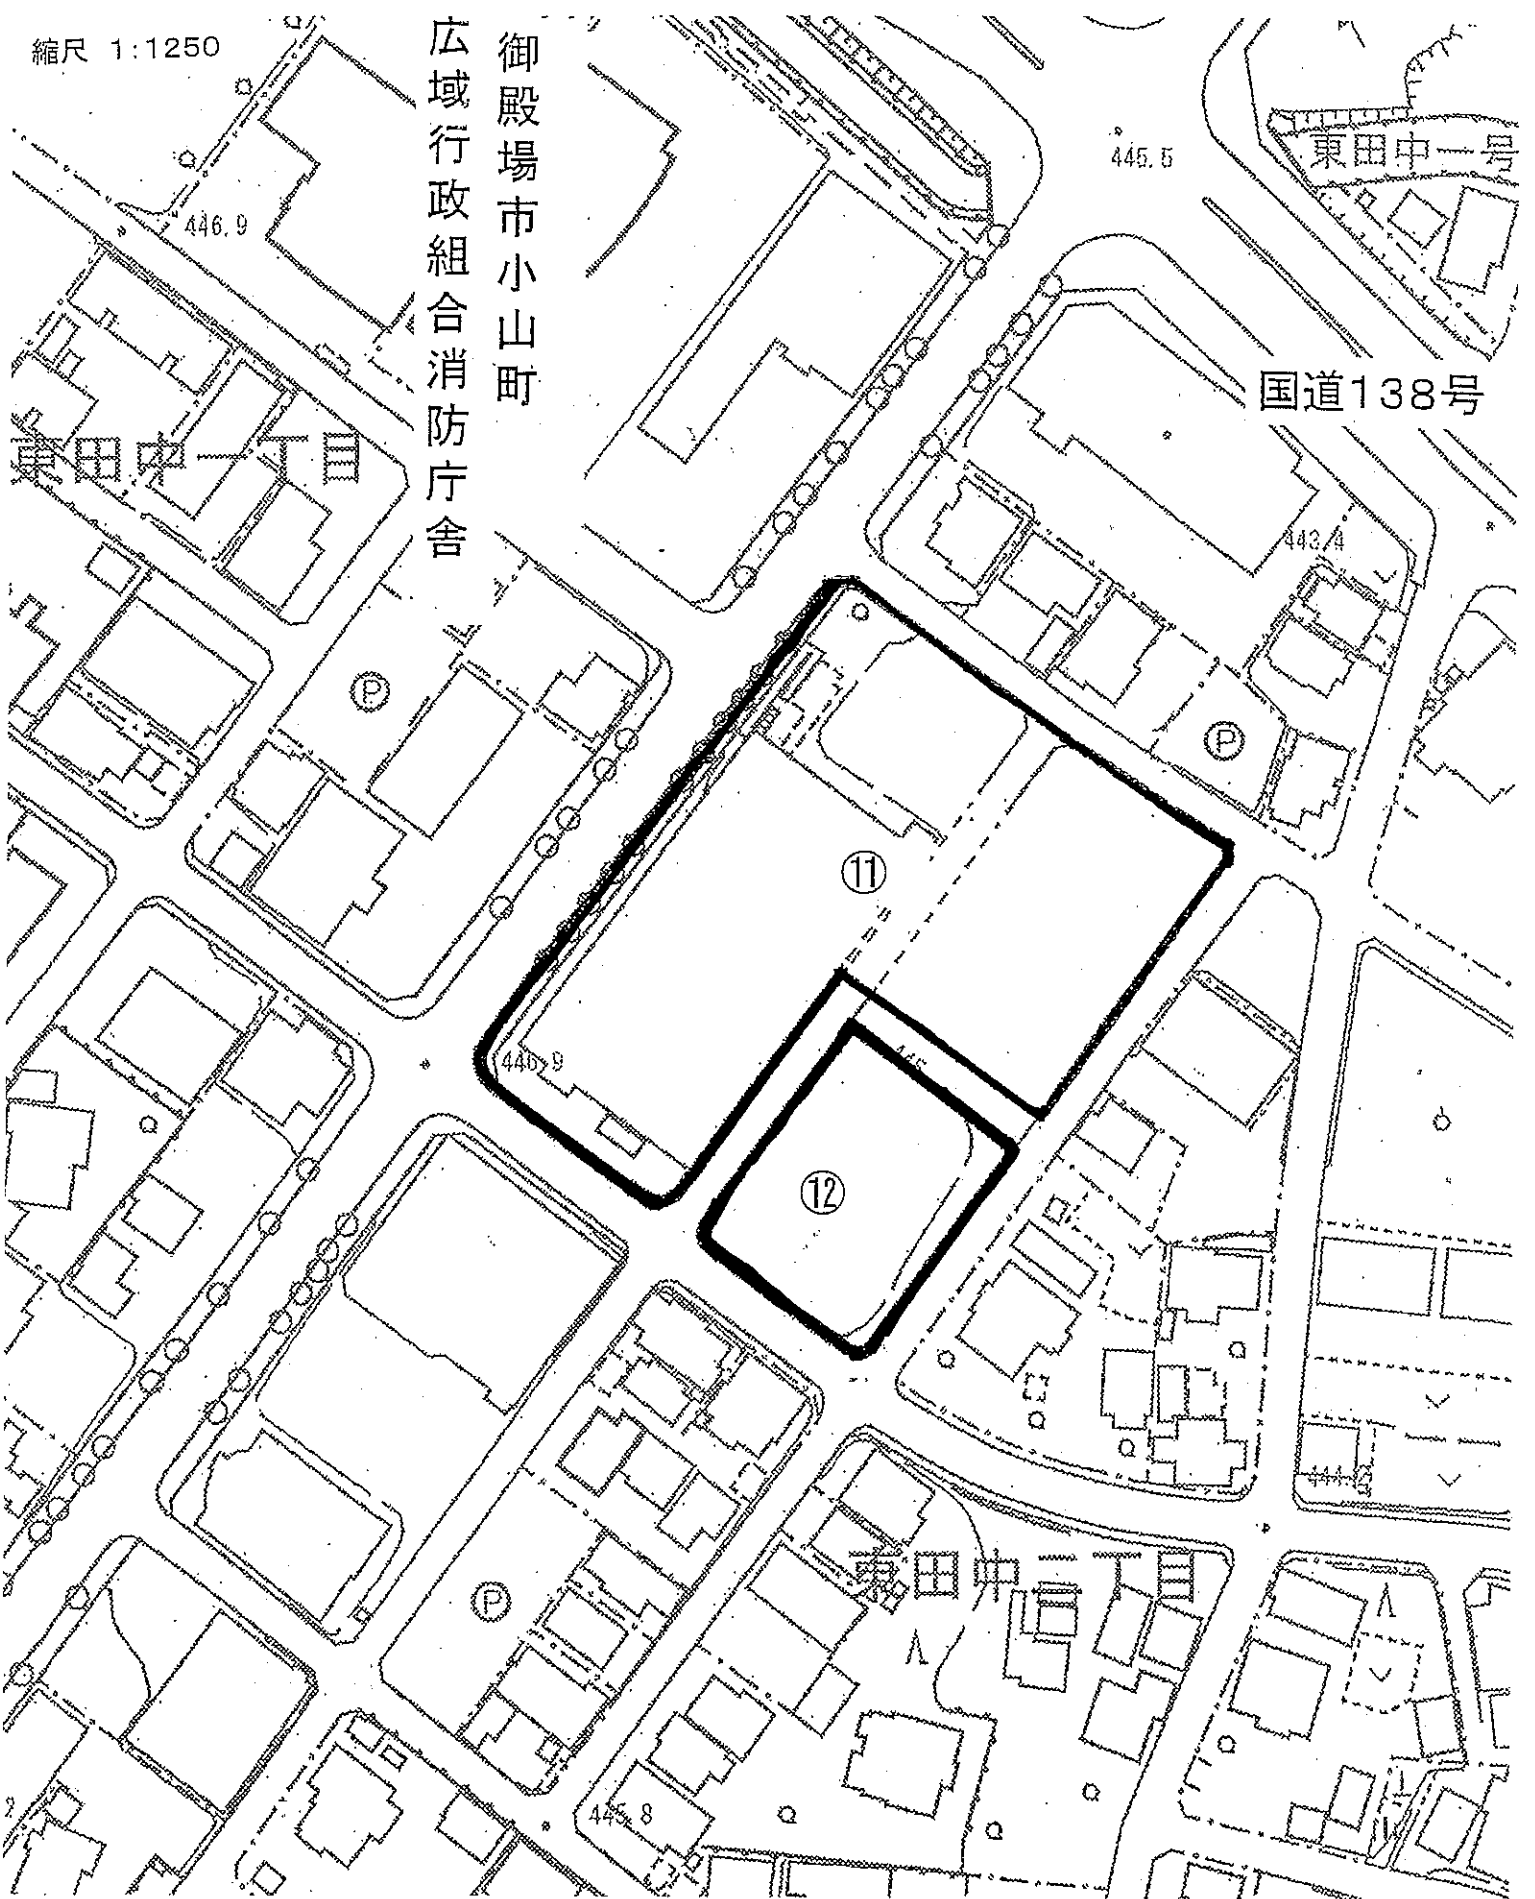 縮尺 1:1250
御殿場市小山町
広域行政組合消防庁舎
445.5
東田中一号
446.9
国道138号
東田中一丁目
443.4
Ⓟ
Ⓟ
⑪
446.9
⑫
東田中二丁目
Ⓟ
445.8